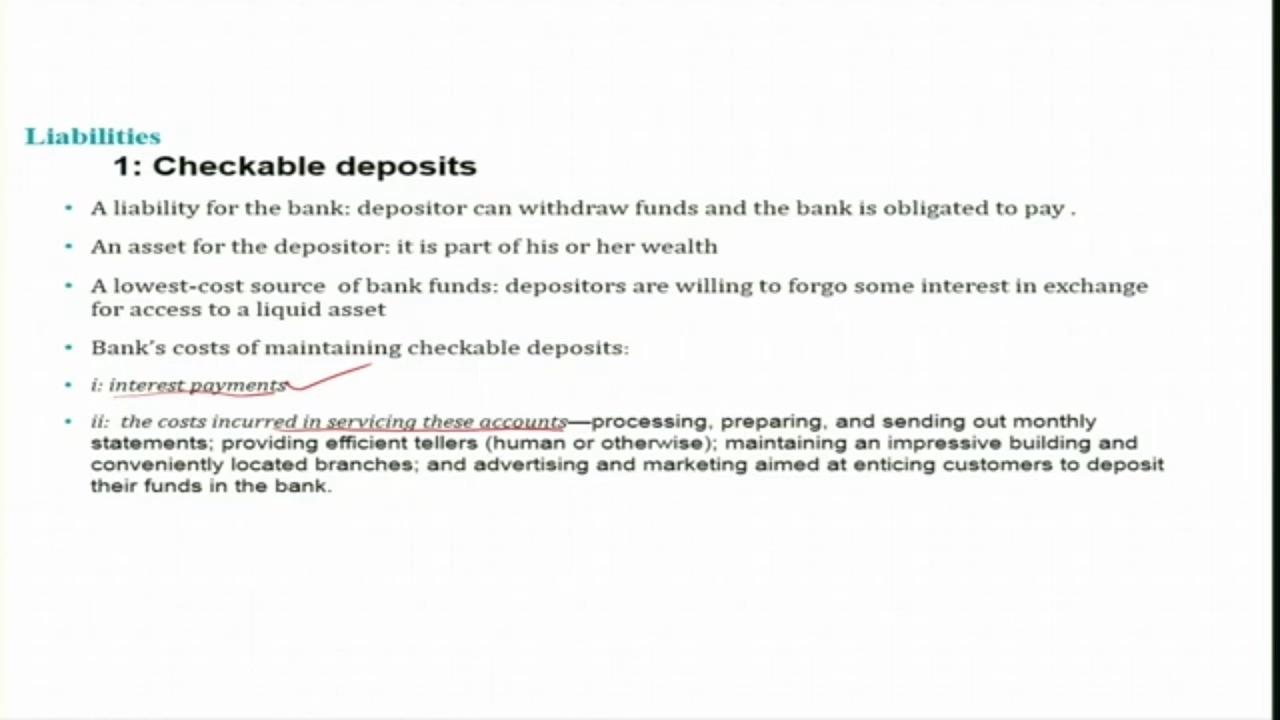 Liabilities
1: Checkable deposits
• A liability for the bank: depositor can withdraw funds and the bank is obligated to pay .
• An asset for the depositor: it is part of his or her wealth
• A lowest-cost source of bank funds: depositors are willing to forgo some interest in exchange
for access to a liquid asset
• Bank's costs of maintaining checkable deposits:
• i: interest payments
• ii: the costs incurred in servicing these accounts—processing, preparing, and sending out monthly
statements; providing efficient tellers (human or otherwise); maintaining an impressive building and
conveniently located branches; and advertising and marketing aimed at enticing customers to deposit
their funds in the bank.